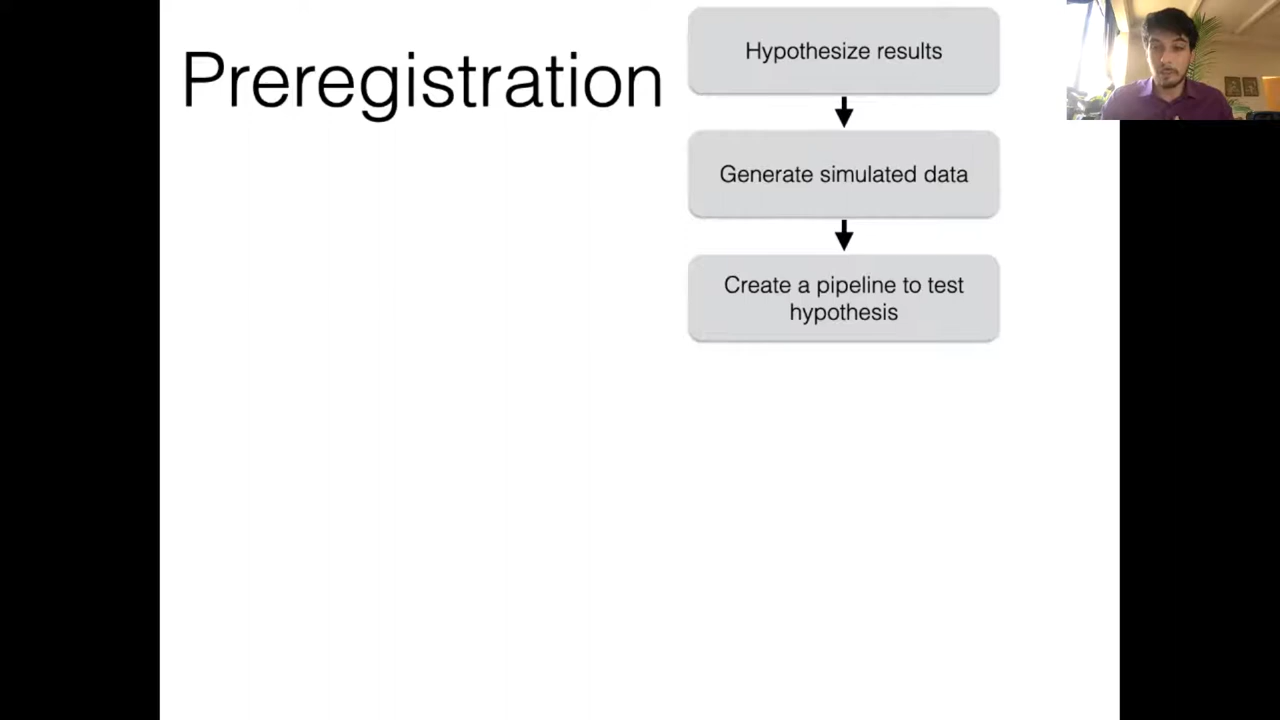 Preregistration
Hypothesize results
Generate simulated data
Create a pipeline to test
hypothesis